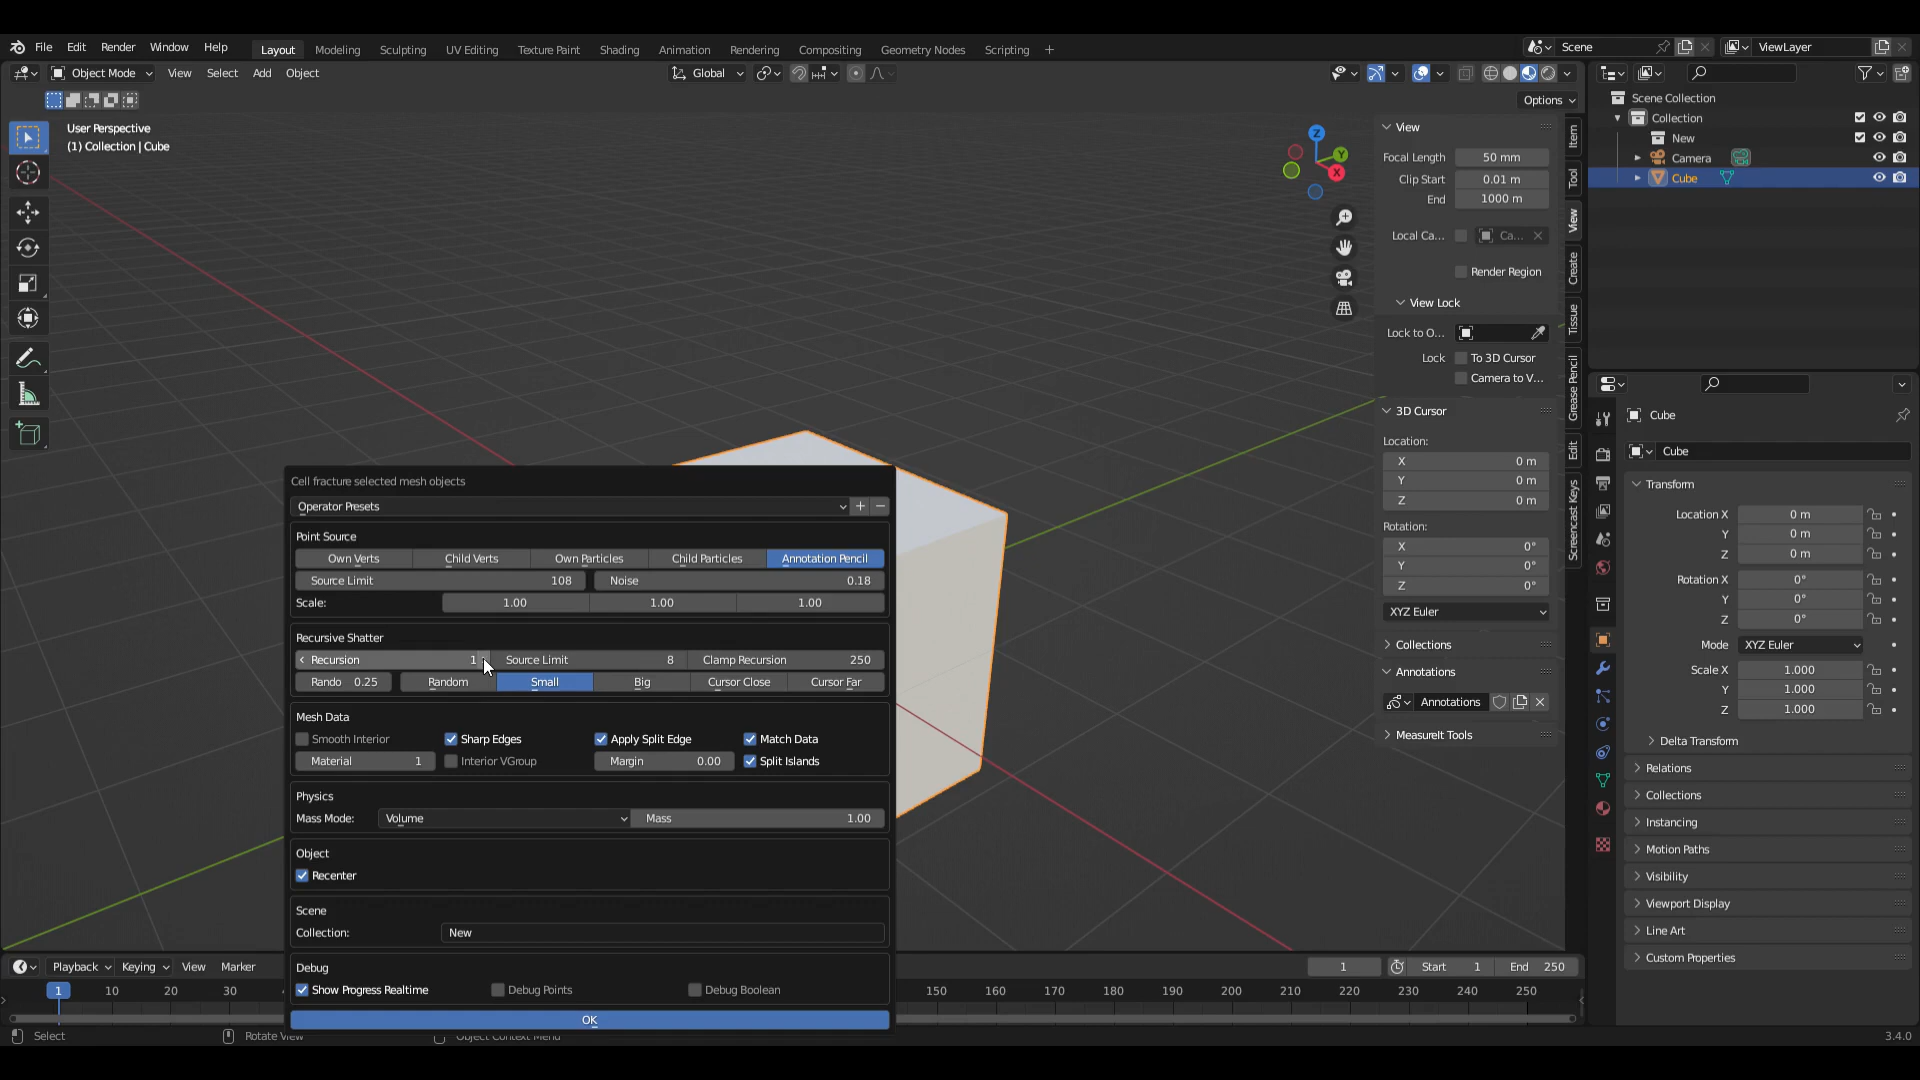 File Edit Render Window Help Layout Modeling Sculpting UV Editing Texture Paint Shading Animation Rendering Compositing Geometry Nodes Scripting + Scene ViewLayer
Object Mode View Select Add Object Global
Options
User Perspective
(1) Collection | Cube
Z
Y
X
View
Focal Length 50 mm
Clip Start 0.01 m
End 1000 m
Local Ca... Ca...
Render Region
View Lock
Lock to O...
Lock To 3D Cursor
Camera to V...
3D Cursor
Location:
X 0 m
Y 0 m
Z 0 m
Rotation:
X 0°
Y 0°
Z 0°
XYZ Euler
Collections
Annotations
Annotations
MeasureIt Tools
Item
Tool
View
Create
Tissue
Grease Pencil
Edit
Screencast Keys
Scene Collection
Collection
New
Camera
Cube
Cube
Cube
Transform
Location X 0 m
Y 0 m
Z 0 m
Rotation X 0°
Y 0°
Z 0°
Mode XYZ Euler
Scale X 1.000
Y 1.000
Z 1.000
Delta Transform
Relations
Collections
Instancing
Motion Paths
Visibility
Viewport Display
Line Art
Custom Properties
Cell fracture selected mesh objects
Operator Presets
Point Source
Own Verts Child Verts Own Particles Child Particles Annotation Pencil
Source Limit 108 Noise 0.18
Scale: 1.00 1.00 1.00
Recursive Shatter
Recursion 1 Source Limit 8 Clamp Recursion 250
Rando 0.25 Random Small Big Cursor Close Cursor Far
Mesh Data
Smooth Interior Sharp Edges Apply Split Edge Match Data
Material 1 Interior VGroup Margin 0.00 Split Islands
Physics
Mass Mode: Volume Mass 1.00
Object
Recenter
Scene
Collection: New
Debug
Show Progress Realtime Debug Points Debug Boolean
OK
Playback Keying View Marker 1 Start 1 End 250
1 10 20 30 150 160 170 180 190 200 210 220 230 240 250
Select Rotate View Object Context Menu 3.4.0